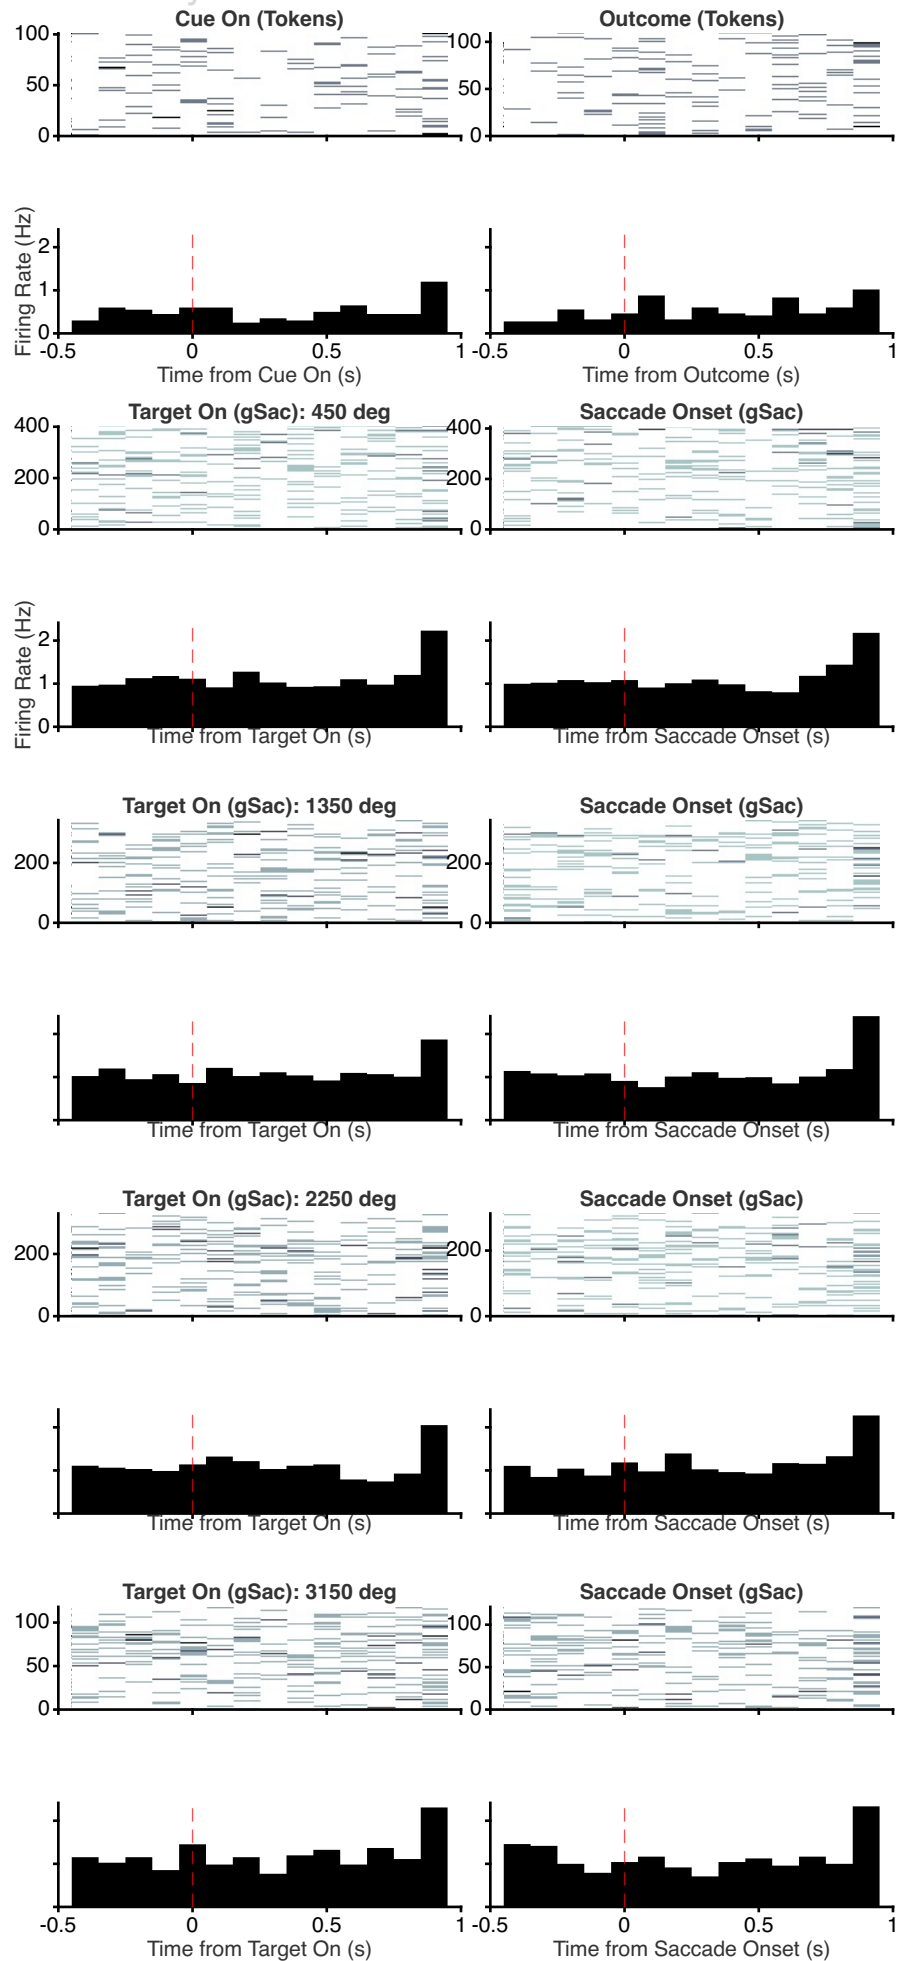 Cue On (Tokens) Outcome (Tokens)
100 100
50 50
0 0
Firing Rate (Hz)
2
1
0
-0.5 0 0.5 1 -0.5 0 0.5 1
Time from Cue On (s) Time from Outcome (s)
Target On (gSac): 450 deg Saccade Onset (gSac)
400 400
200 200
0 0
Firing Rate (Hz)
2
1
0
Time from Target On (s) Time from Saccade Onset (s)
Target On (gSac): 1350 deg Saccade Onset (gSac)
200 200
0 0
Time from Target On (s) Time from Saccade Onset (s)
Target On (gSac): 2250 deg Saccade Onset (gSac)
200 200
0 0
Time from Target On (s) Time from Saccade Onset (s)
Target On (gSac): 3150 deg Saccade Onset (gSac)
100 100
50 50
0 0
-0.5 0 0.5 1 -0.5 0 0.5 1
Time from Target On (s) Time from Saccade Onset (s)